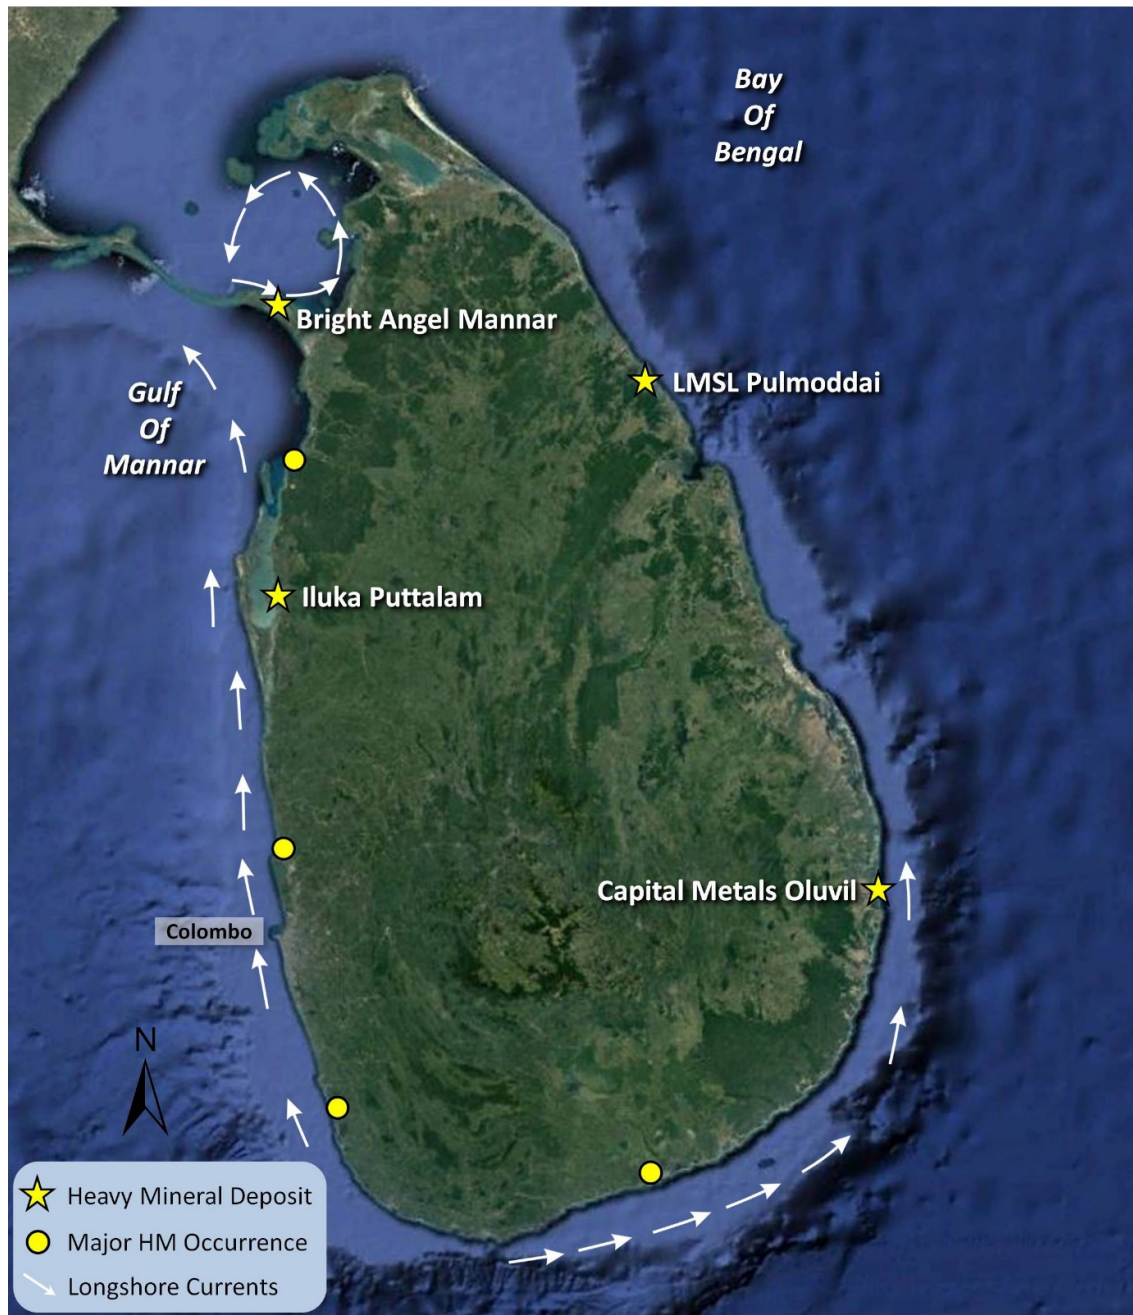 Bay
Of
Bengal
Bright Angel Mannar
LMSL Pulmoddai
Gulf
Of
Mannar
Iluka Puttalam
Capital Metals Oluvil
Colombo
N
Heavy Mineral Deposit
Major HM Occurrence
Longshore Currents